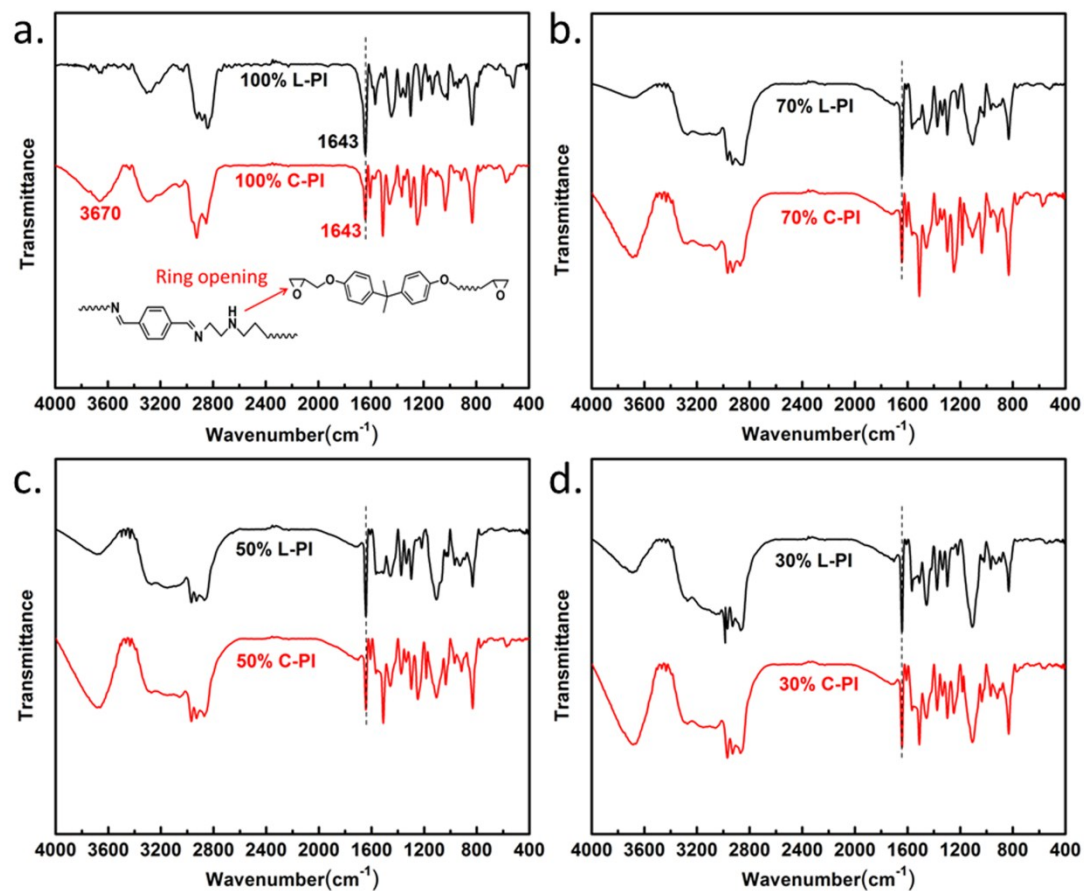 a.
100% L-PI
1643
100% C-PI
3670
1643
Ring opening
O
O
O
O
N
N
H
N
Transmittance
4000 3600 3200 2800 2400 2000 1600 1200 800 400
Wavenumber(cm-1)
b.
70% L-PI
70% C-PI
Transmittance
4000 3600 3200 2800 2400 2000 1600 1200 800 400
Wavenumber(cm-1)
c.
50% L-PI
50% C-PI
Transmittance
4000 3600 3200 2800 2400 2000 1600 1200 800 400
Wavenumber(cm-1)
d.
30% L-PI
30% C-PI
Transmittance
4000 3600 3200 2800 2400 2000 1600 1200 800 400
Wavenumber(cm-1)